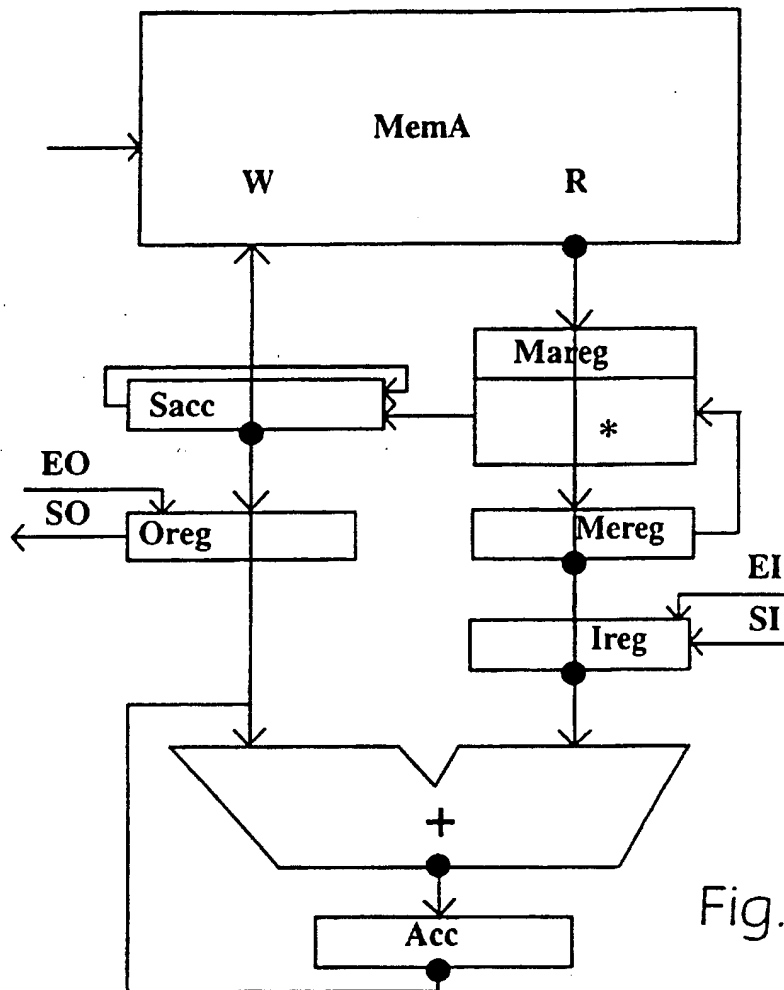 MemA
W R
Mareg
Sacc
*
EO
SO
Oreg
Mereg
EI
SI
Ireg
+
Acc
Fig.